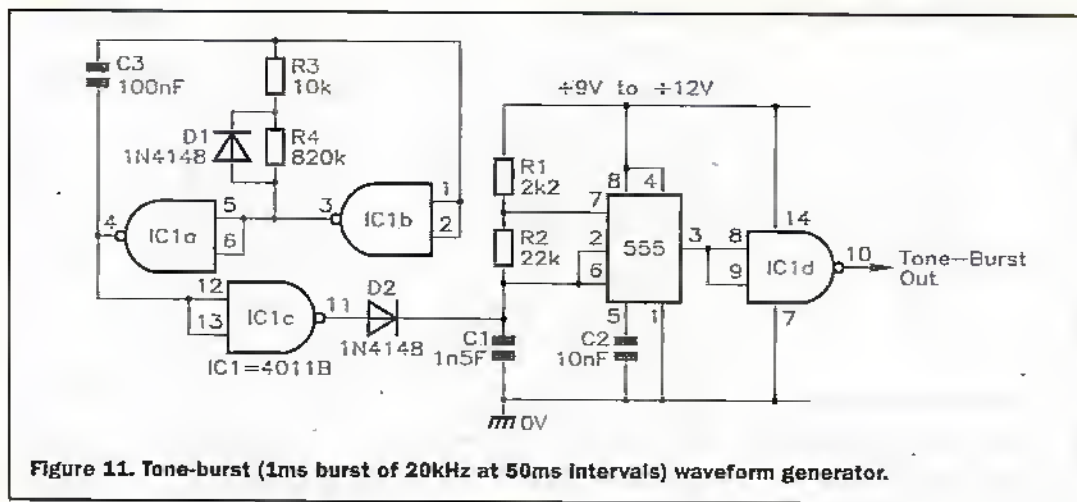 C3
100nF
R3
10k
D1
1N4148
R4
820k
4
IC1a
5
6
3
IC1b
1
2
12
13
IC1c
11
D2
1N4148
IC1=4011B
+9V to +12V
R1
2k2
R2
22k
C1
1n5F
0V
7
2
6
8
4
555
3
5
1
C2
10nF
8
9
14
IC1d
10
7
Tone-Burst
Out
Figure 11. Tone-burst (1ms burst of 20kHz at 50ms intervals) waveform generator.